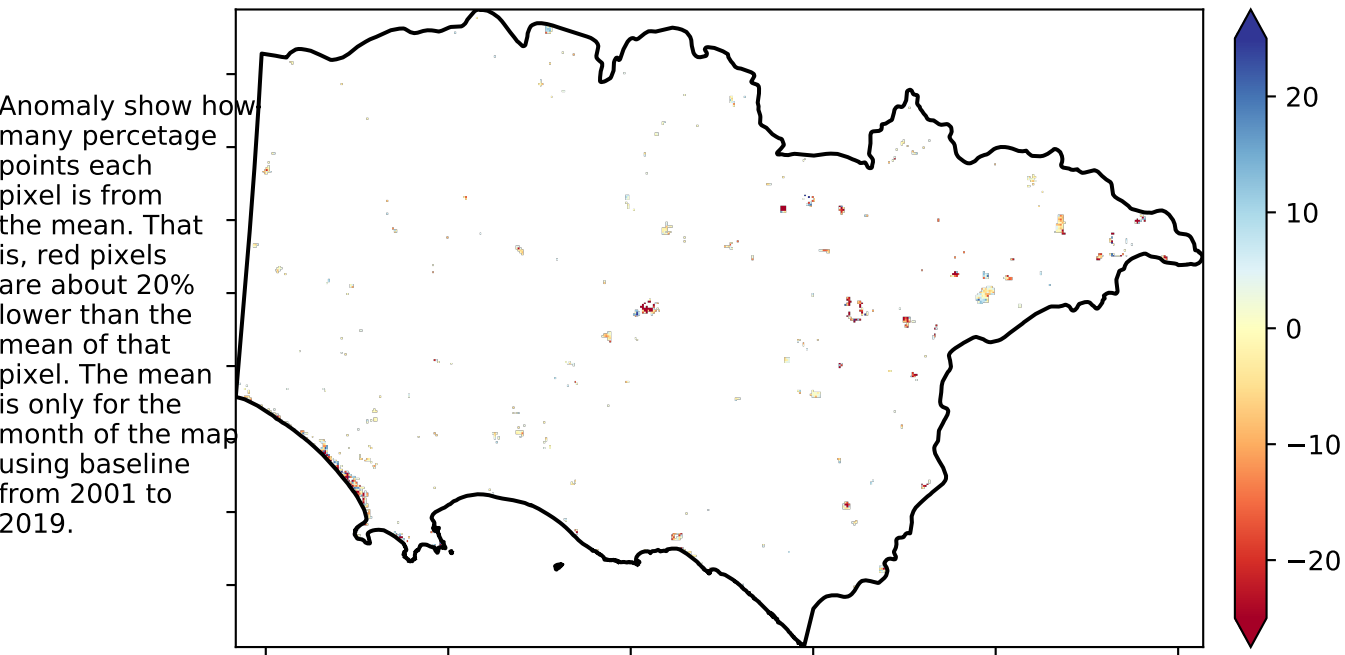 Anomaly show how
many percetage
points each
pixel is from
the mean. That
is, red pixels
are about 20%
lower than the
mean of that
pixel. The mean
is only for the
month of the map
using baseline
from 2001 to
2019.
20
10
0
−10
−20